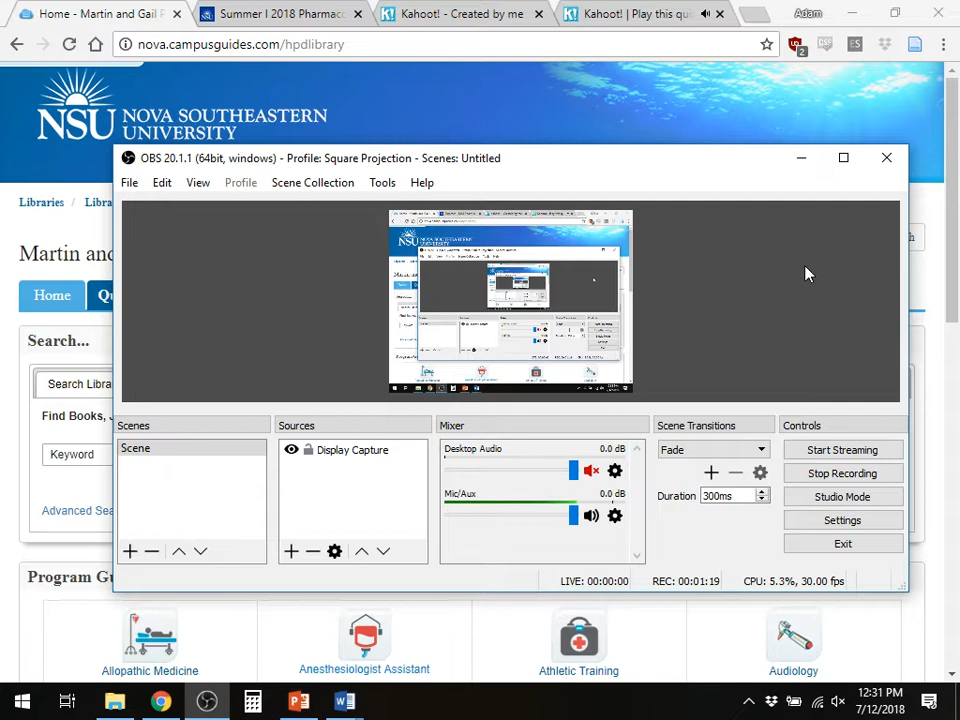 Home - Martin and Gail P
Summer I 2018 Pharmaco
Kahoot! - Created by me
Kahoot! | Play this qui
Adam
nova.campusguides.com/hpdlibrary
2
ES
NSU
NOVA SOUTHEASTERN
UNIVERSITY
OBS 20.1.1 (64bit, windows) - Profile: Square Projection - Scenes: Untitled
File Edit View Profile Scene Collection Tools Help
Libraries / Libra
Martin and
Home
Qu
Search...
Search Libra
Find Books, J
Keyword
Advanced Sea
Scenes
Scene
Sources
Display Capture
Mixer
Desktop Audio 0.0 dB
Mic/Aux 0.0 dB
Scene Transitions
Fade
Duration 300ms
Controls
Start Streaming
Stop Recording
Studio Mode
Settings
Exit
LIVE: 00:00:00 REC: 00:01:19 CPU: 5.3%, 30.00 fps
Program Gu
Allopathic Medicine
Anesthesiologist Assistant
Athletic Training
Audiology
12:31 PM
7/12/2018